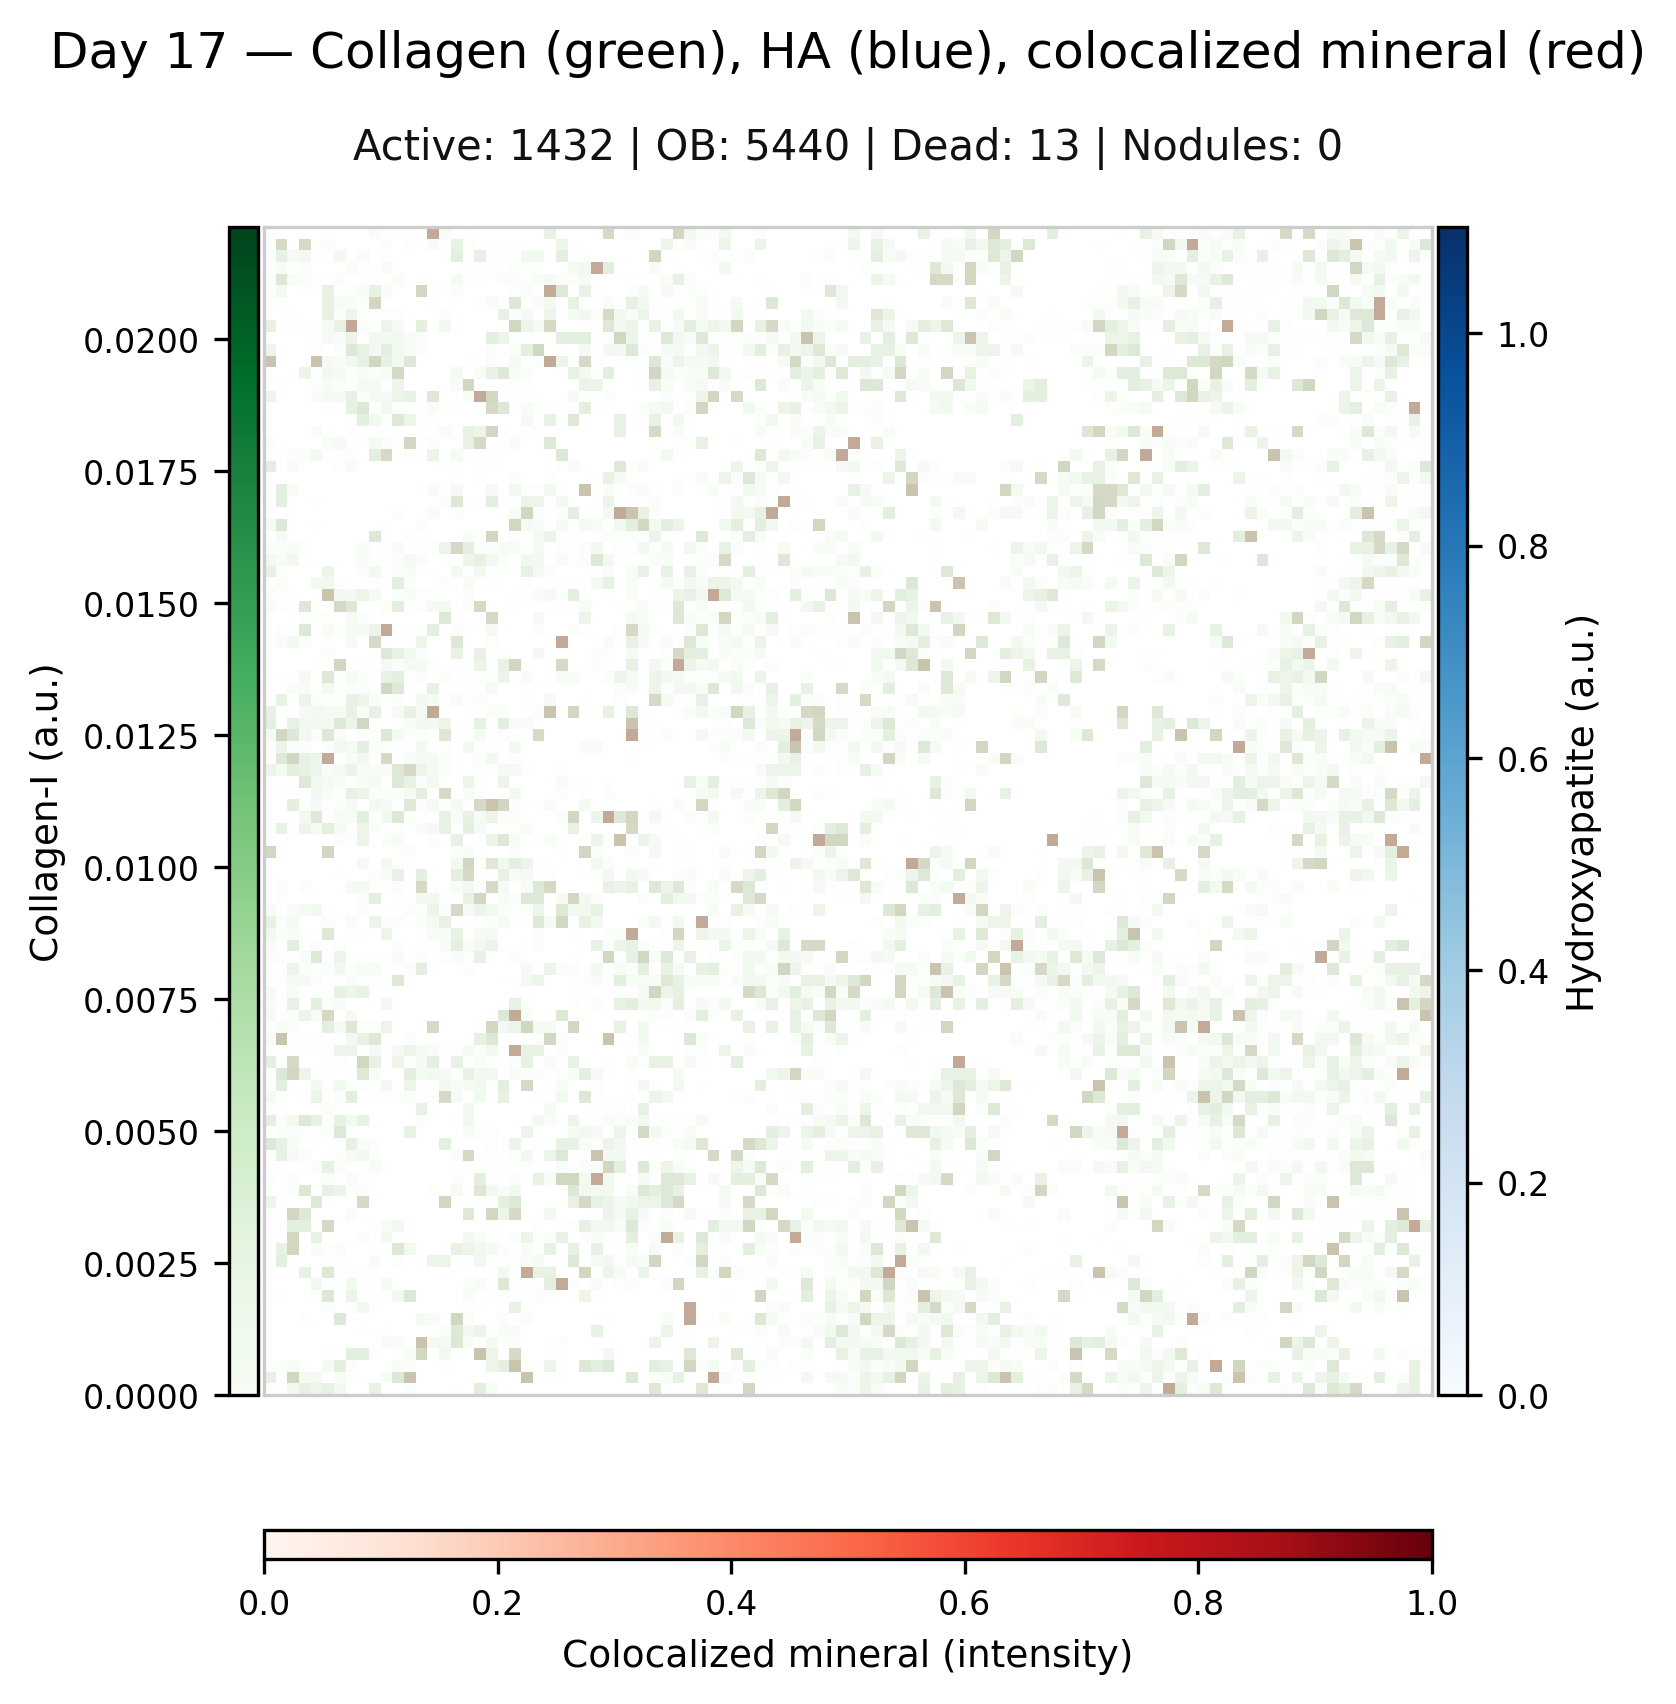 Day 17 — Collagen (green), HA (blue), colocalized mineral (red)
Active: 1432 | OB: 5440 | Dead: 13 | Nodules: 0
Collagen-I (a.u.)
0.0200
0.0175
0.0150
0.0125
0.0100
0.0075
0.0050
0.0025
0.0000
1.0
0.8
0.6
0.4
0.2
0.0
Hydroxyapatite (a.u.)
0.0 0.2 0.4 0.6 0.8 1.0
Colocalized mineral (intensity)